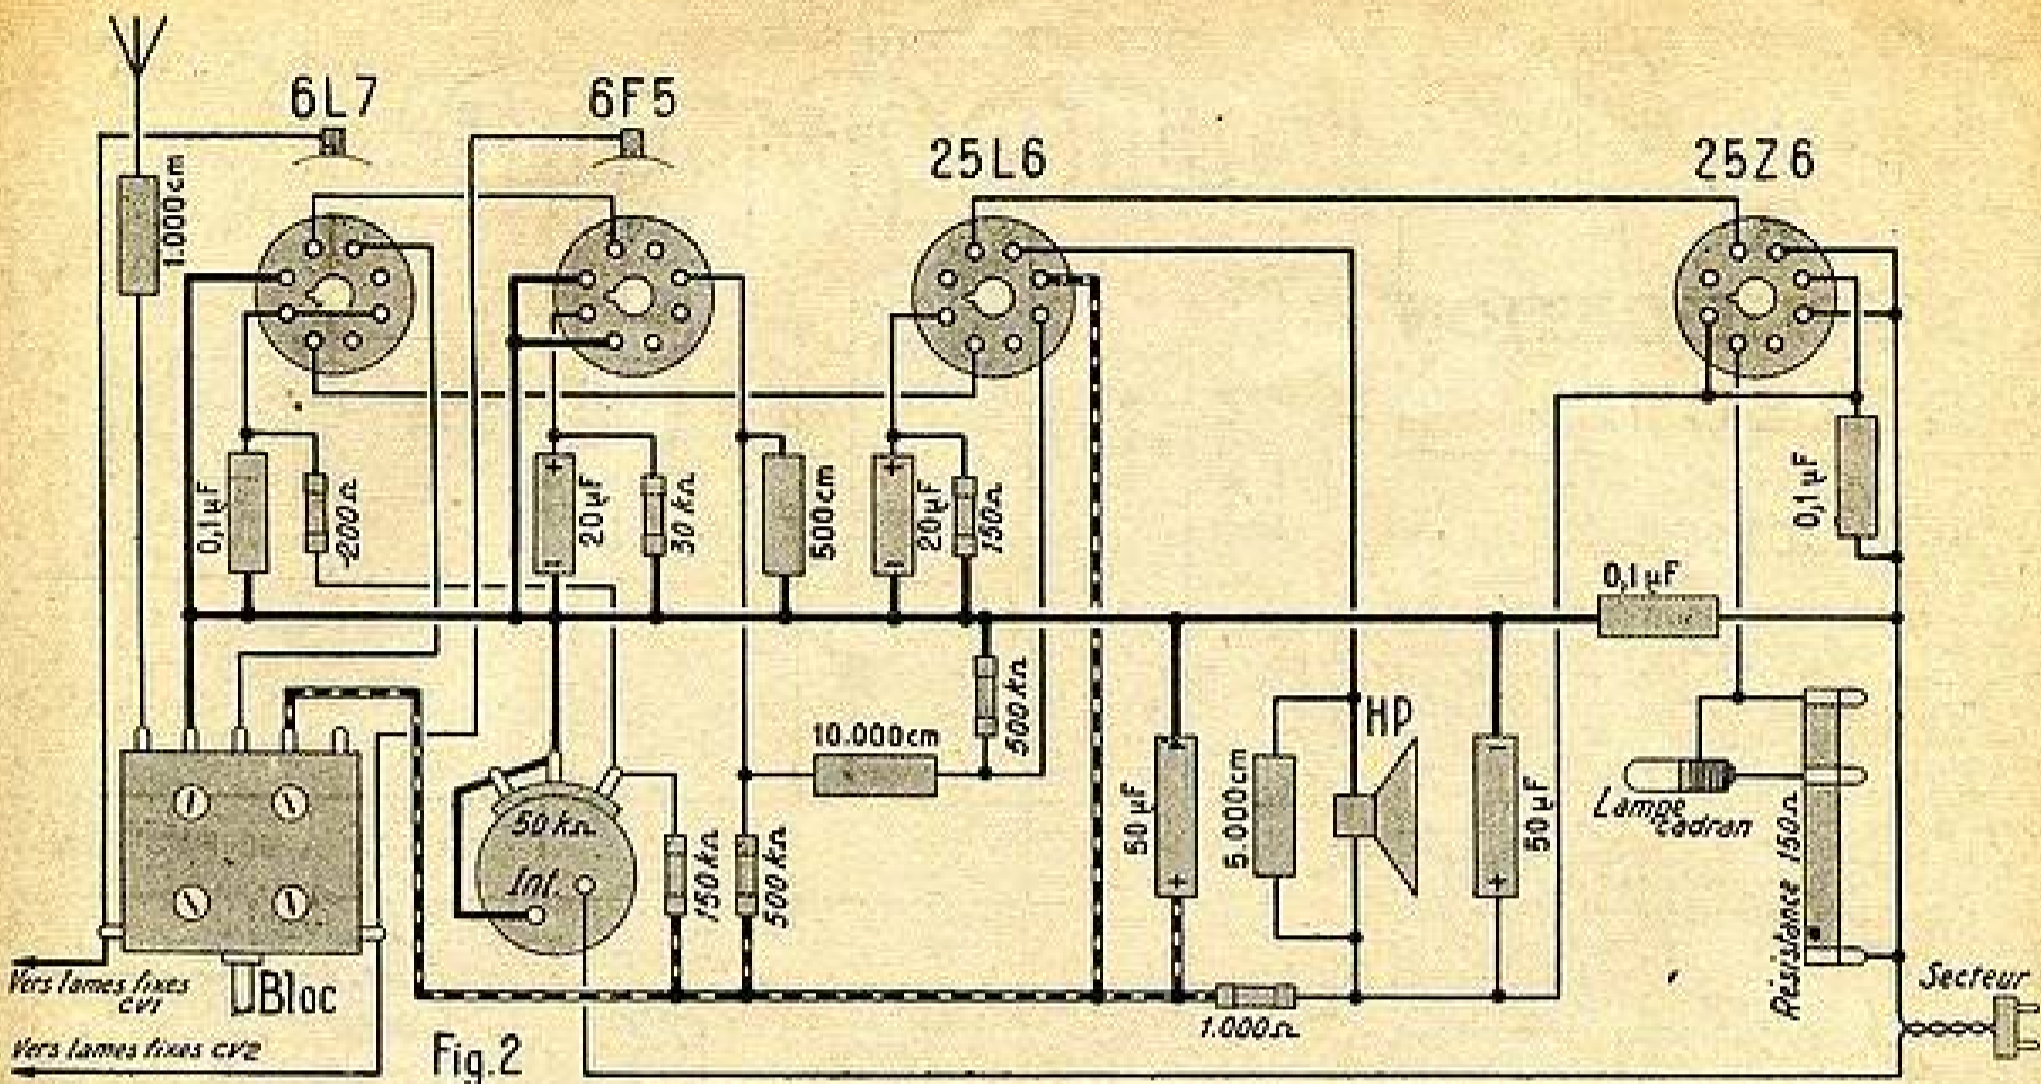 6L7
6F5
25L6
25Z6
1.000cm
0,1µF
200Ω
20µF
30 kΩ
500cm
20µF
150Ω
0,1µF
0,1µF
500kΩ
10.000cm
HP
50 kΩ
Int.
150 kΩ
500 kΩ
50µF
5.000cm
50µF
Lampe
cadran
Résistance 150Ω
Secteur
1.000Ω
Bloc
Vers lames fixes
CV1
Vers lames fixes CV2
Fig.2